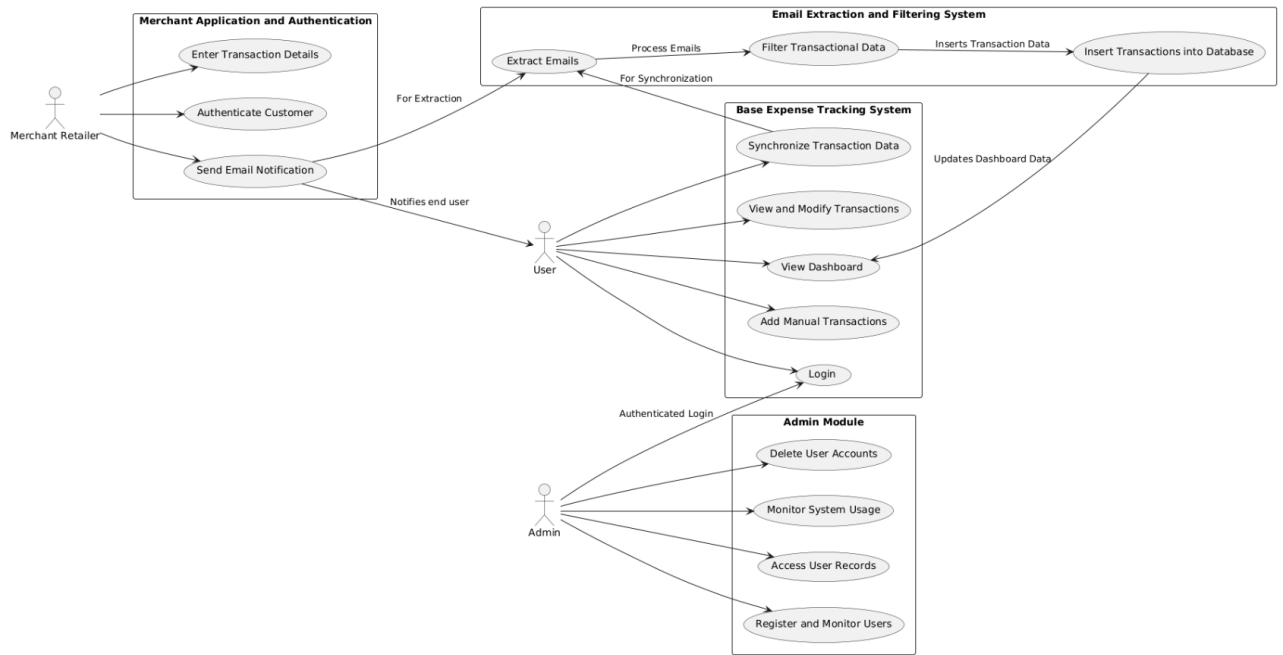 Merchant Application and Authentication
Enter Transaction Details
Authenticate Customer
Send Email Notification
Merchant Retailer
For Extraction
Notifies end user
Email Extraction and Filtering System
Extract Emails
Process Emails
Filter Transactional Data
Inserts Transaction Data
Insert Transactions into Database
For Synchronization
Updates Dashboard Data
Base Expense Tracking System
Synchronize Transaction Data
View and Modify Transactions
View Dashboard
Add Manual Transactions
Login
User
Authenticated Login
Admin
Admin Module
Delete User Accounts
Monitor System Usage
Access User Records
Register and Monitor Users